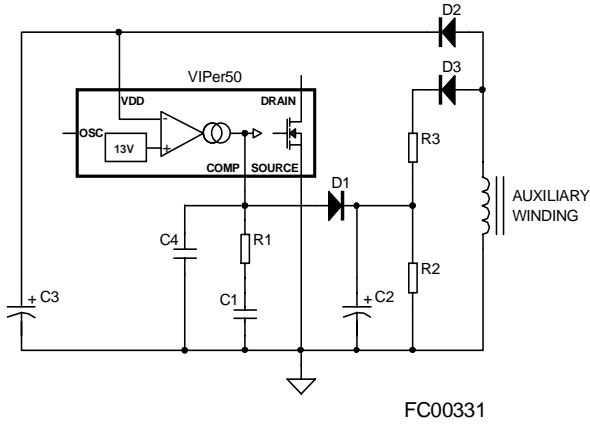 D2
D3
VIPer50
VDD
DRAIN
OSC
-
13V
+
COMP
SOURCE
R3
D1
AUXILIARY
WINDING
C4
R1
R2
+
C3
C1
+
C2
FC00331